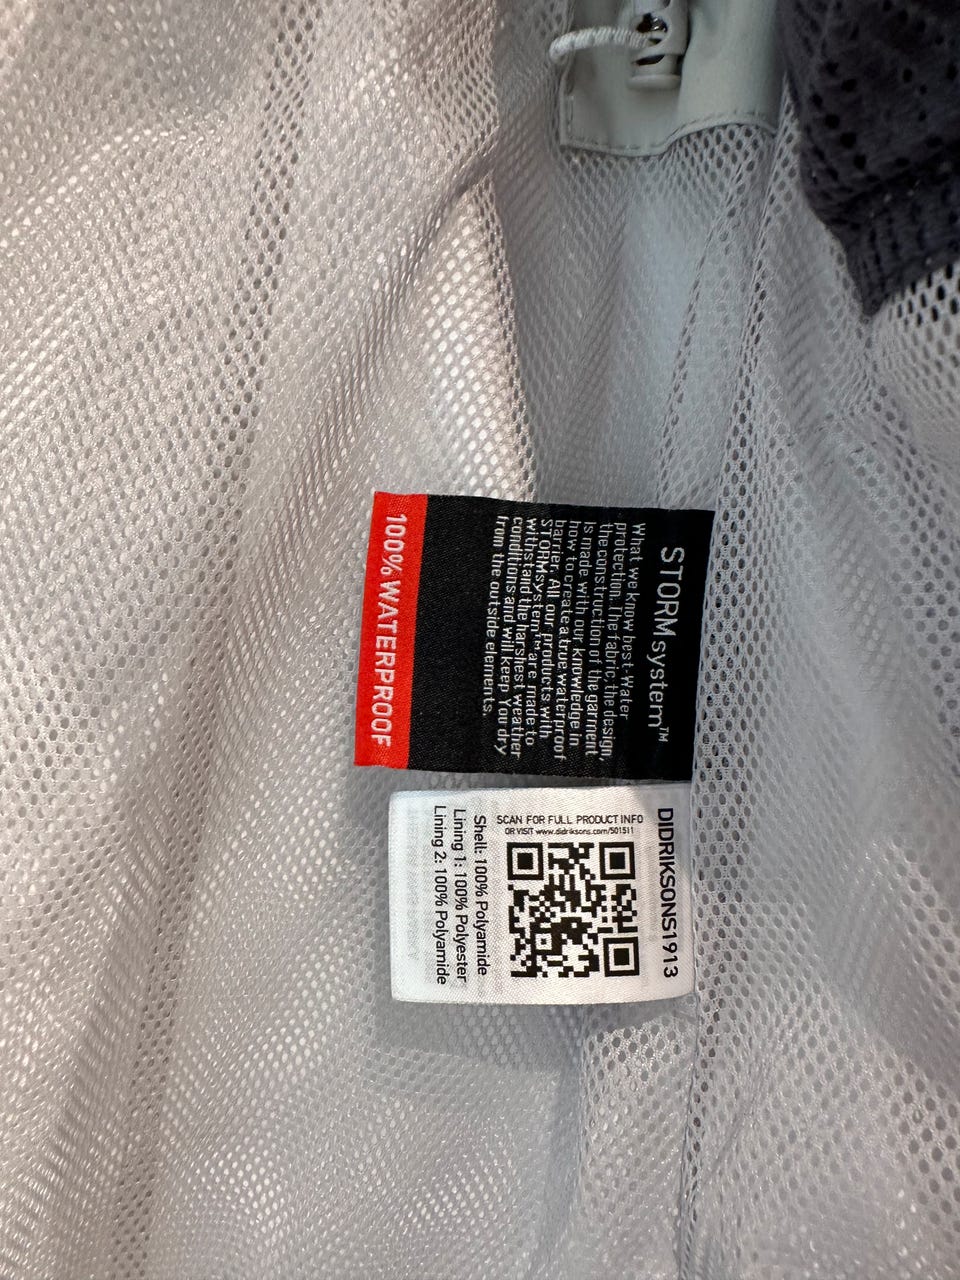 STORMsystem™
What we know best - Water
protection. The fabric, the design,
the construction of the garment
is made with our knowledge in
how to create a true, waterproof
barrier. All our products with
STORMsystem™ are made to
withstand the harshest weather
conditions and will keep You dry
from the outside elements.
100% WATERPROOF
DIDRIKSONS1913
SCAN FOR FULL PRODUCT INFO
OR VISIT www.didriksons.com/501511
Shell: 100% Polyamide
Lining 1: 100% Polyester
Lining 2: 100% Polyamide